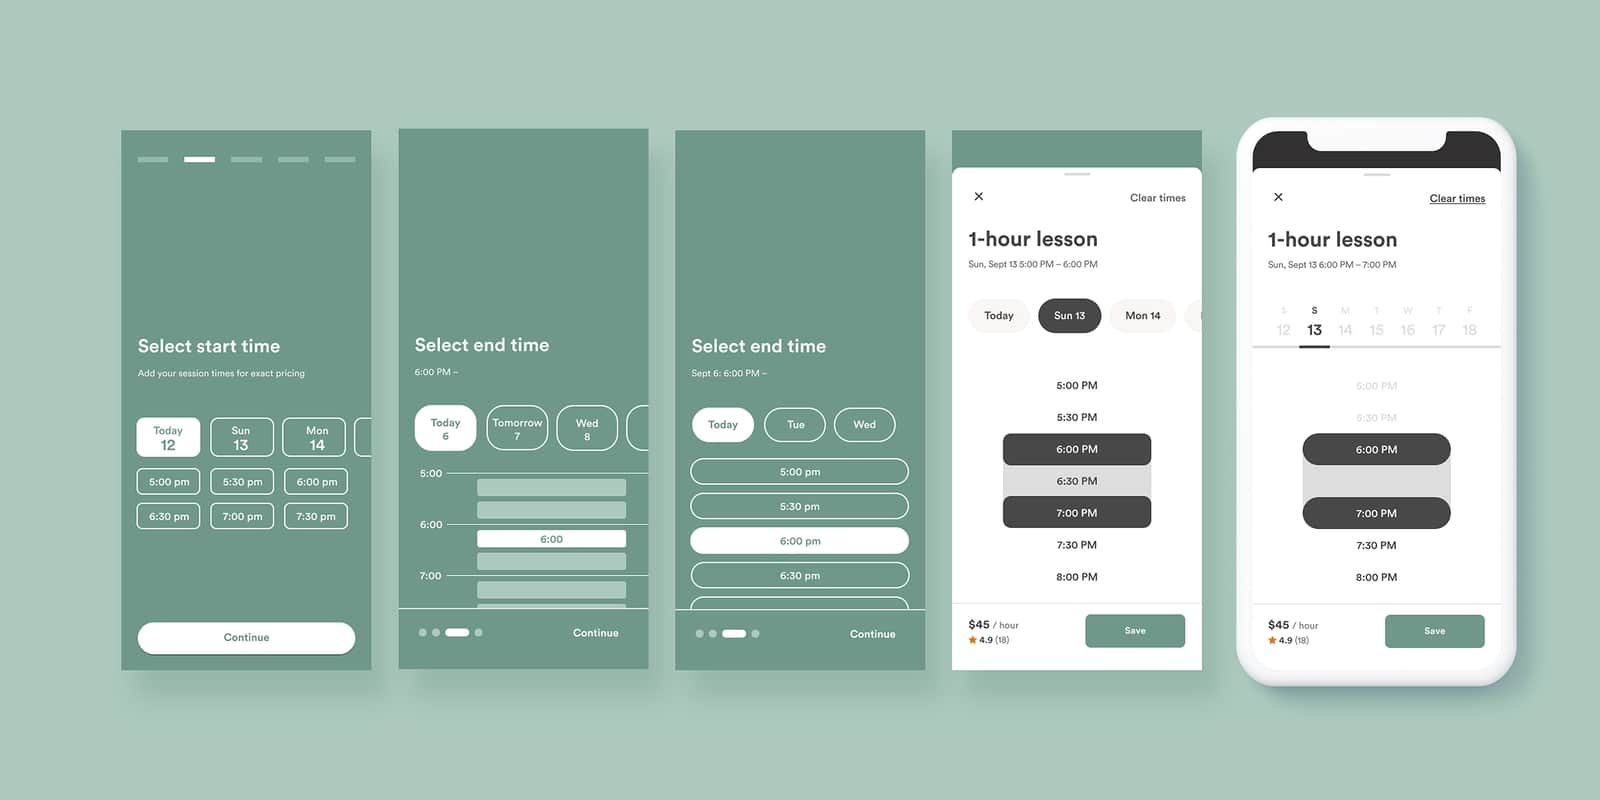 Select start time
Add your session times for exact pricing
Today Sun Mon
12 13 14
5:00 pm 5:30 pm 6:00 pm
6:30 pm 7:00 pm 7:30 pm
Continue
Select end time
6:00 PM –
Today Tomorrow Wed
6 7 8
5:00
6:00
6:00
7:00
Continue
Select end time
Sept 6: 6:00 PM –
Today Tue Wed
5:00 pm
5:30 pm
6:00 pm
6:30 pm
Continue
Clear times
1-hour lesson
Sun, Sept 13 5:00 PM – 6:00 PM
Today Sun 13 Mon 14
5:00 PM
5:30 PM
6:00 PM
6:30 PM
7:00 PM
7:30 PM
8:00 PM
$45 / hour
4.9 (18)
Save
Clear times
1-hour lesson
Sun, Sept 13 6:00 PM – 7:00 PM
S S M T W T F
12 13 14 15 16 17 18
5:00 PM
5:30 PM
6:00 PM
7:00 PM
7:30 PM
8:00 PM
$45 / hour
4.9 (18)
Save